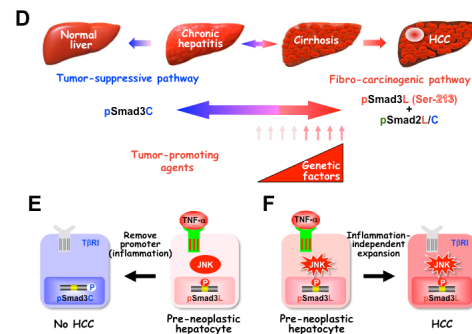 D
Normal
liver
Chronic
hepatitis
Cirrhosis
HCC
Tumor-suppressive pathway
Fibro-carcinogenic pathway
pSmad3C
pSmad3L (Ser-213)
+
pSmad2L/C
Tumor-promoting
agents
Genetic
factors
E
TβRI
P
pSmad3C
No HCC
Remove
promoter
(inflammation)
TNF-α
JNK
P
pSmad3L
Pre-neoplastic
hepatocyte
F
TNF-α
JNK
P
pSmad3L
Pre-neoplastic
hepatocyte
Inflammation-
independent
expansion
TβRI
JNK
P
pSmad3L
HCC